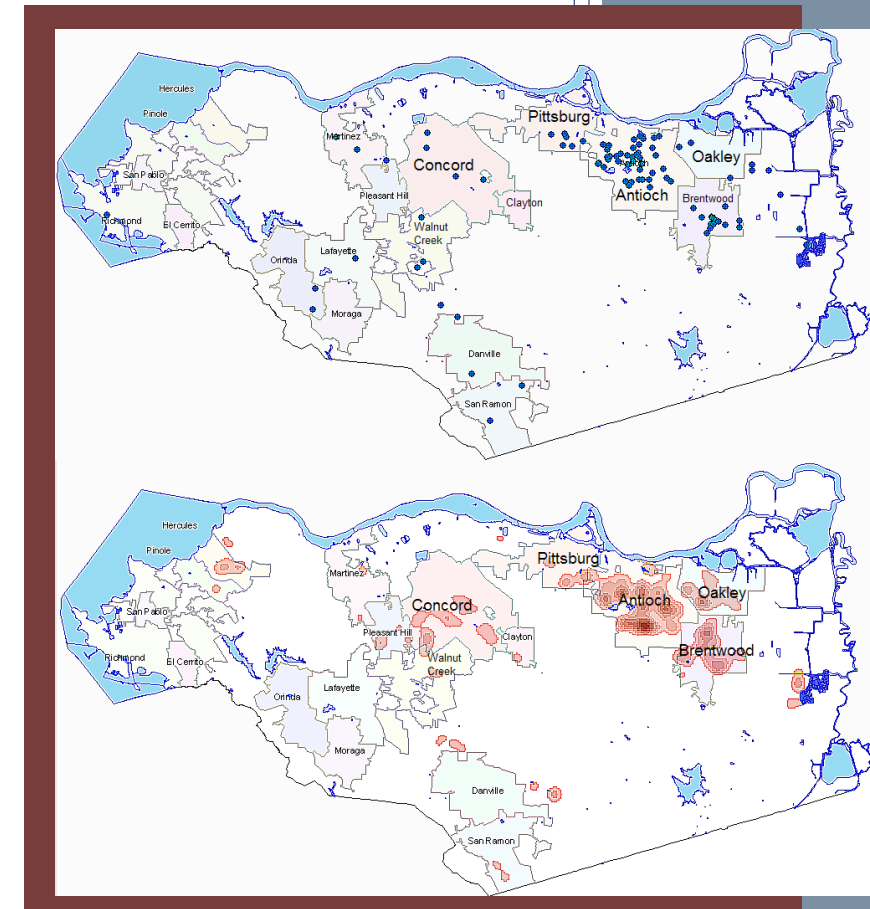 Hercules
Pinole
Pittsburg
Martinez
Oakley
Concord
San Pablo
Antioch
Pleasant Hill
Brentwood
Clayton
Richmond
El Cerrito
Walnut
Creek
Lafayette
Orinda
Moraga
Danville
San Ramon
Hercules
Pinole
Pittsburg
Martinez
Oakley
Antioch
Concord
San Pablo
Pleasant Hill
Clayton
Brentwood
Richmond
El Cerrito
Walnut
Creek
Lafayette
Orinda
Moraga
Danville
San Ramon